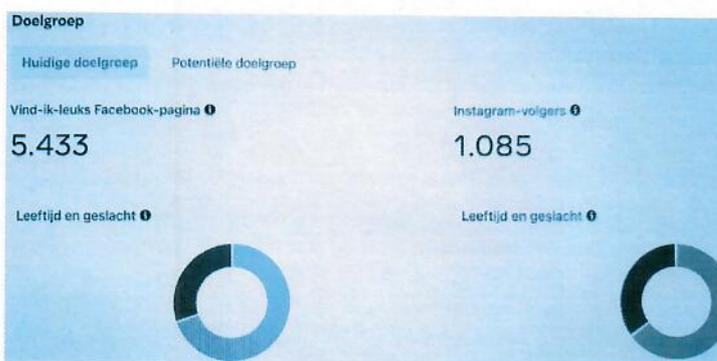 Doelgroep
Huidige doelgroep Potentiële doelgroep
Vind-ik-leuks Facebook-pagina Instagram-volgers
5.433 1.085
Leeftijd en geslacht Leeftijd en geslacht